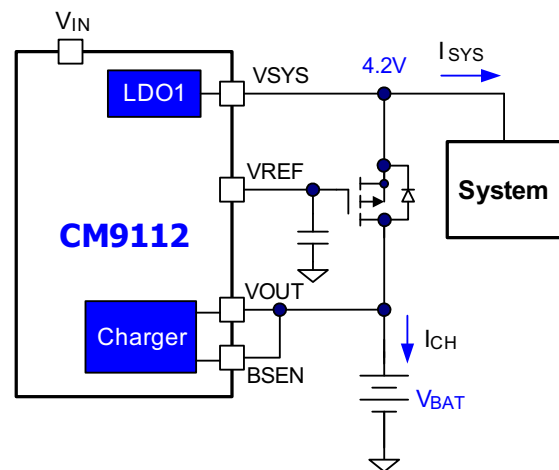 VIN
LDO1
VSYS
4.2V
ISYS
System
VREF
CM9112
VOUT
Charger
BSEN
ICH
VBAT